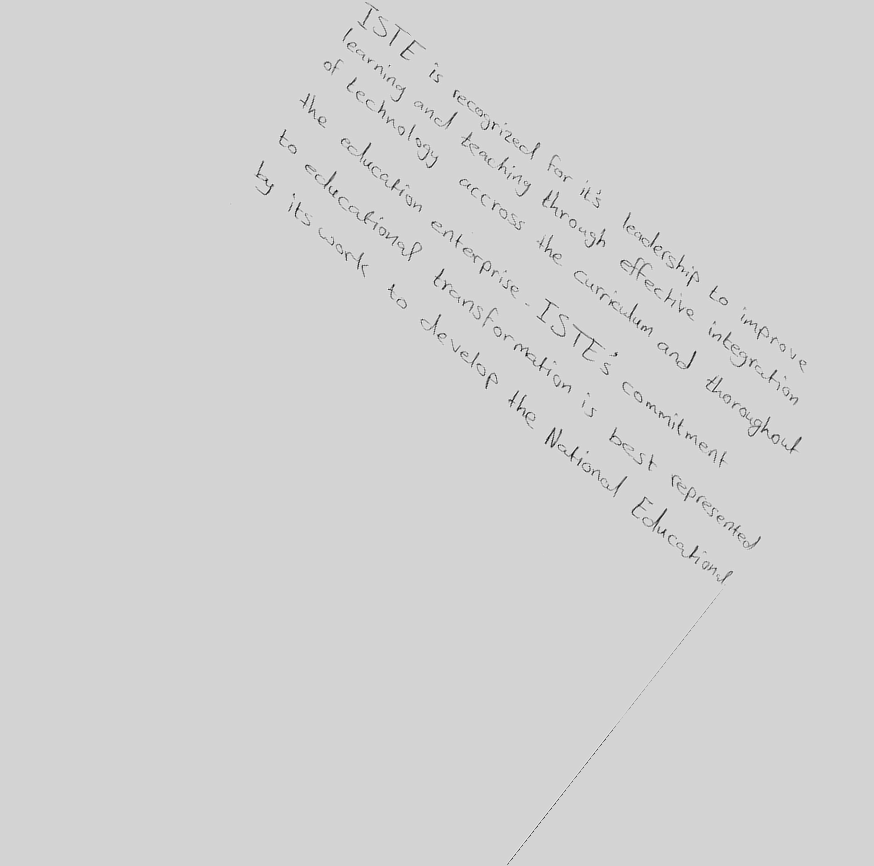 ISTE is recognized for it's leadership to improve
learning and teaching through effective integration
of technology accross the curriculum and thoroughout
the education enterprise. ISTE's commitment
to educational transformation is best represented
by its work to develop the National Educational